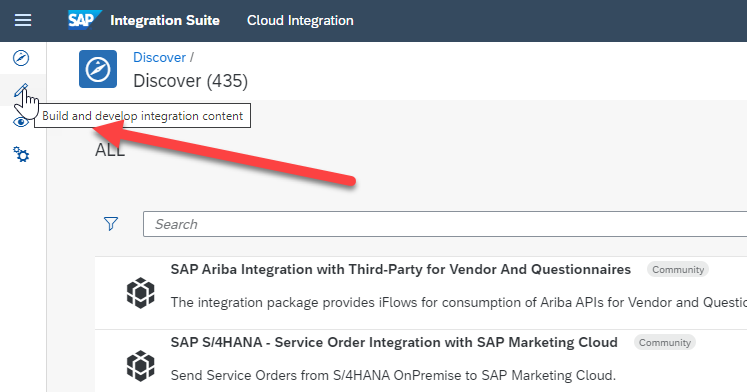 SAP Integration Suite Cloud Integration
Discover /
Discover (435)
Build and develop integration content
ALL
Search
SAP Ariba Integration with Third-Party for Vendor And Questionnaires Community
The integration package provides iFlows for consumption of Ariba APIs for Vendor and Questio
SAP S/4HANA - Service Order Integration with SAP Marketing Cloud Community
Send Service Orders from S/4HANA OnPremise to SAP Marketing Cloud.